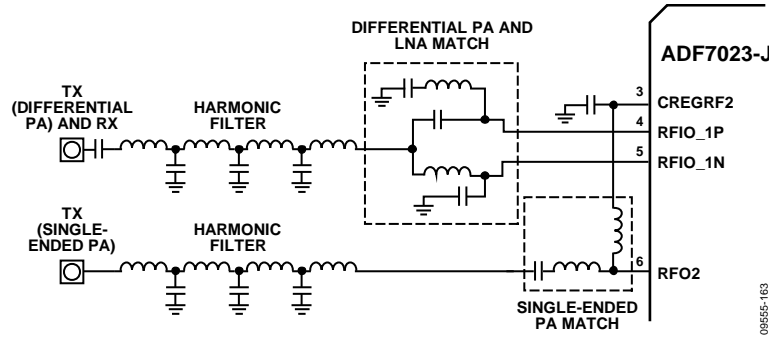 DIFFERENTIAL PA AND
LNA MATCH
ADF7023-J
TX
(DIFFERENTIAL
PA) AND RX
HARMONIC
FILTER
3
CREGRF2
4
RFIO_1P
5
RFIO_1N
TX
(SINGLE-
ENDED PA)
HARMONIC
FILTER
6
RFO2
SINGLE-ENDED
PA MATCH
09555-163